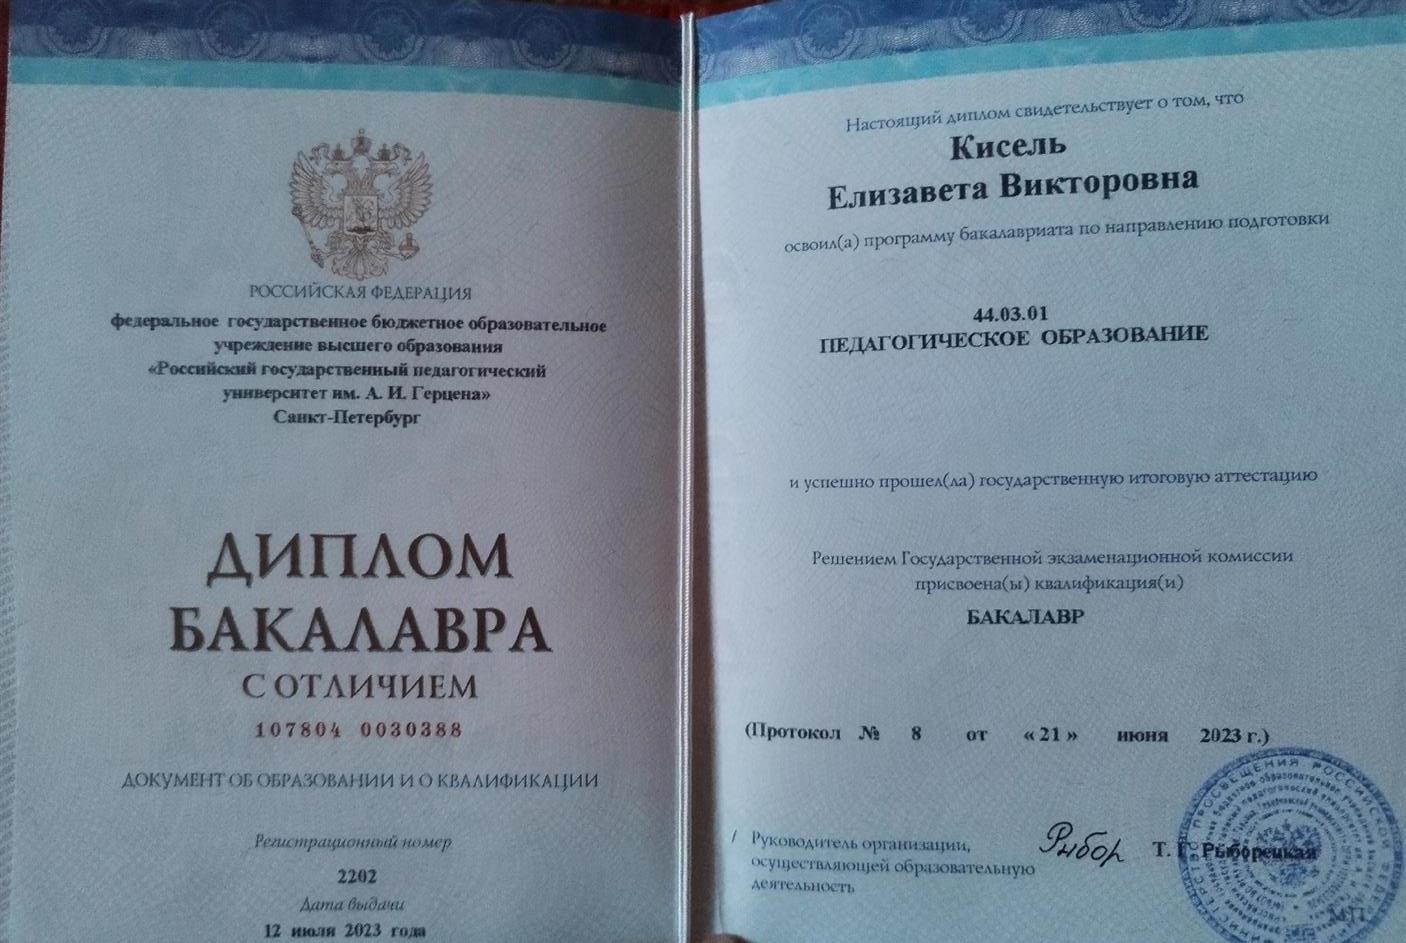 РОССИЙСКАЯ ФЕДЕРАЦИЯ
федеральное государственное бюджетное образовательное
учреждение высшего образования
«Российский государственный педагогический
университет им. А. И. Герцена»
Санкт-Петербург
ДИПЛОМ
БАКАЛАВРА
С ОТЛИЧИЕМ
107804 0030388
ДОКУМЕНТ ОБ ОБРАЗОВАНИИ И О КВАЛИФИКАЦИИ
Регистрационный номер
2202
Дата выдачи
12 июля 2023 года
Настоящий диплом свидетельствует о том, что
Кисель
Елизавета Викторовна
освоил(а) программу бакалавриата по направлению подготовки
44.03.01
ПЕДАГОГИЧЕСКОЕ ОБРАЗОВАНИЕ
и успешно прошел(ла) государственную итоговую аттестацию
Решением Государственной экзаменационной комиссии
присвоена(ы) квалификация(и)
БАКАЛАВР
(Протокол № 8 от «21» июня 2023 г.)
/ Руководитель организации,
осуществляющей образовательную
деятельность
Рыбор Т. Рыборецкая
М.П.